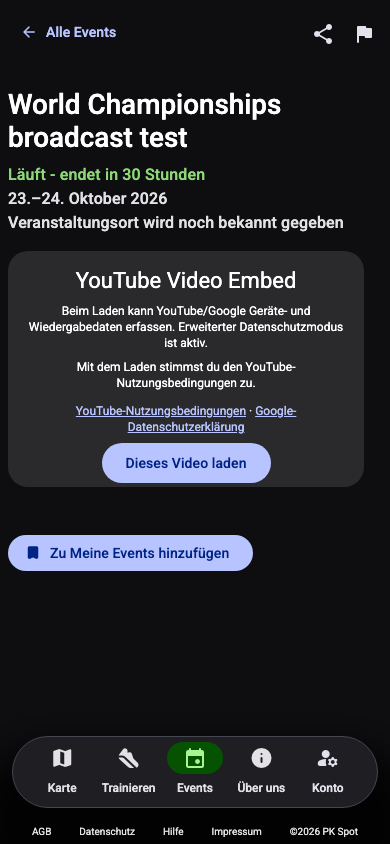 Alle Events
World Championships
broadcast test
Läuft - endet in 30 Stunden
23.–24. Oktober 2026
Veranstaltungsort wird noch bekannt gegeben
YouTube Video Embed
Beim Laden kann YouTube/Google Geräte- und
Wiedergabedaten erfassen. Erweiterter Datenschutzmodus
ist aktiv.
Mit dem Laden stimmst du den YouTube-
Nutzungsbedingungen zu.
YouTube-Nutzungsbedingungen · Google-
Datenschutzerklärung
Dieses Video laden
Zu Meine Events hinzufügen
Karte Trainieren Events Über uns Konto
AGB Datenschutz Hilfe Impressum ©2026 PK Spot